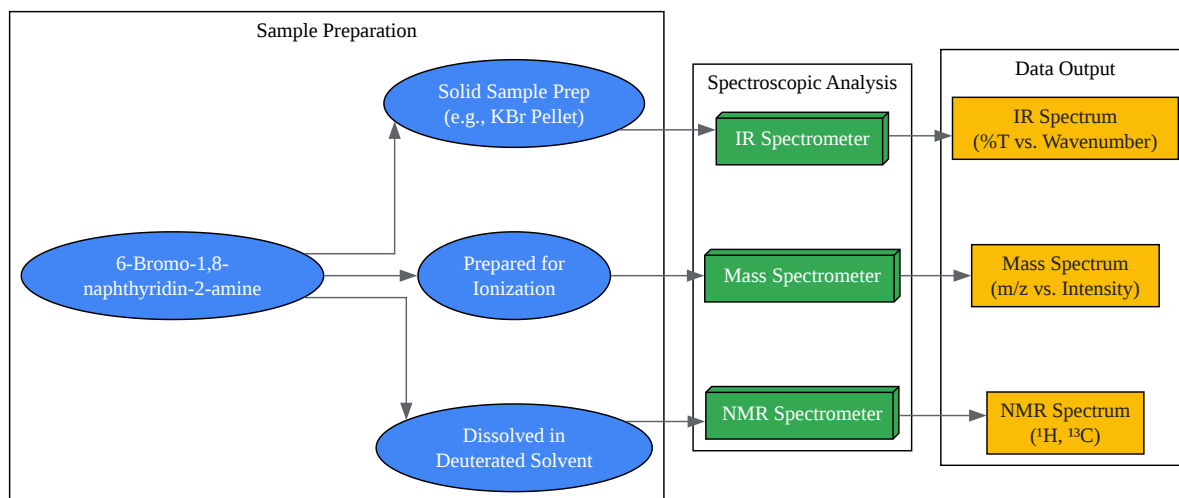 Sample Preparation
Solid Sample Prep
(e.g., KBr Pellet)
6-Bromo-1,8-
naphthyridin-2-amine
Prepared for
Ionization
Dissolved in
Deuterated Solvent
Spectroscopic Analysis
IR Spectrometer
Mass Spectrometer
NMR Spectrometer
Data Output
IR Spectrum
(%T vs. Wavenumber)
Mass Spectrum
(m/z vs. Intensity)
NMR Spectrum
(¹H, ¹³C)